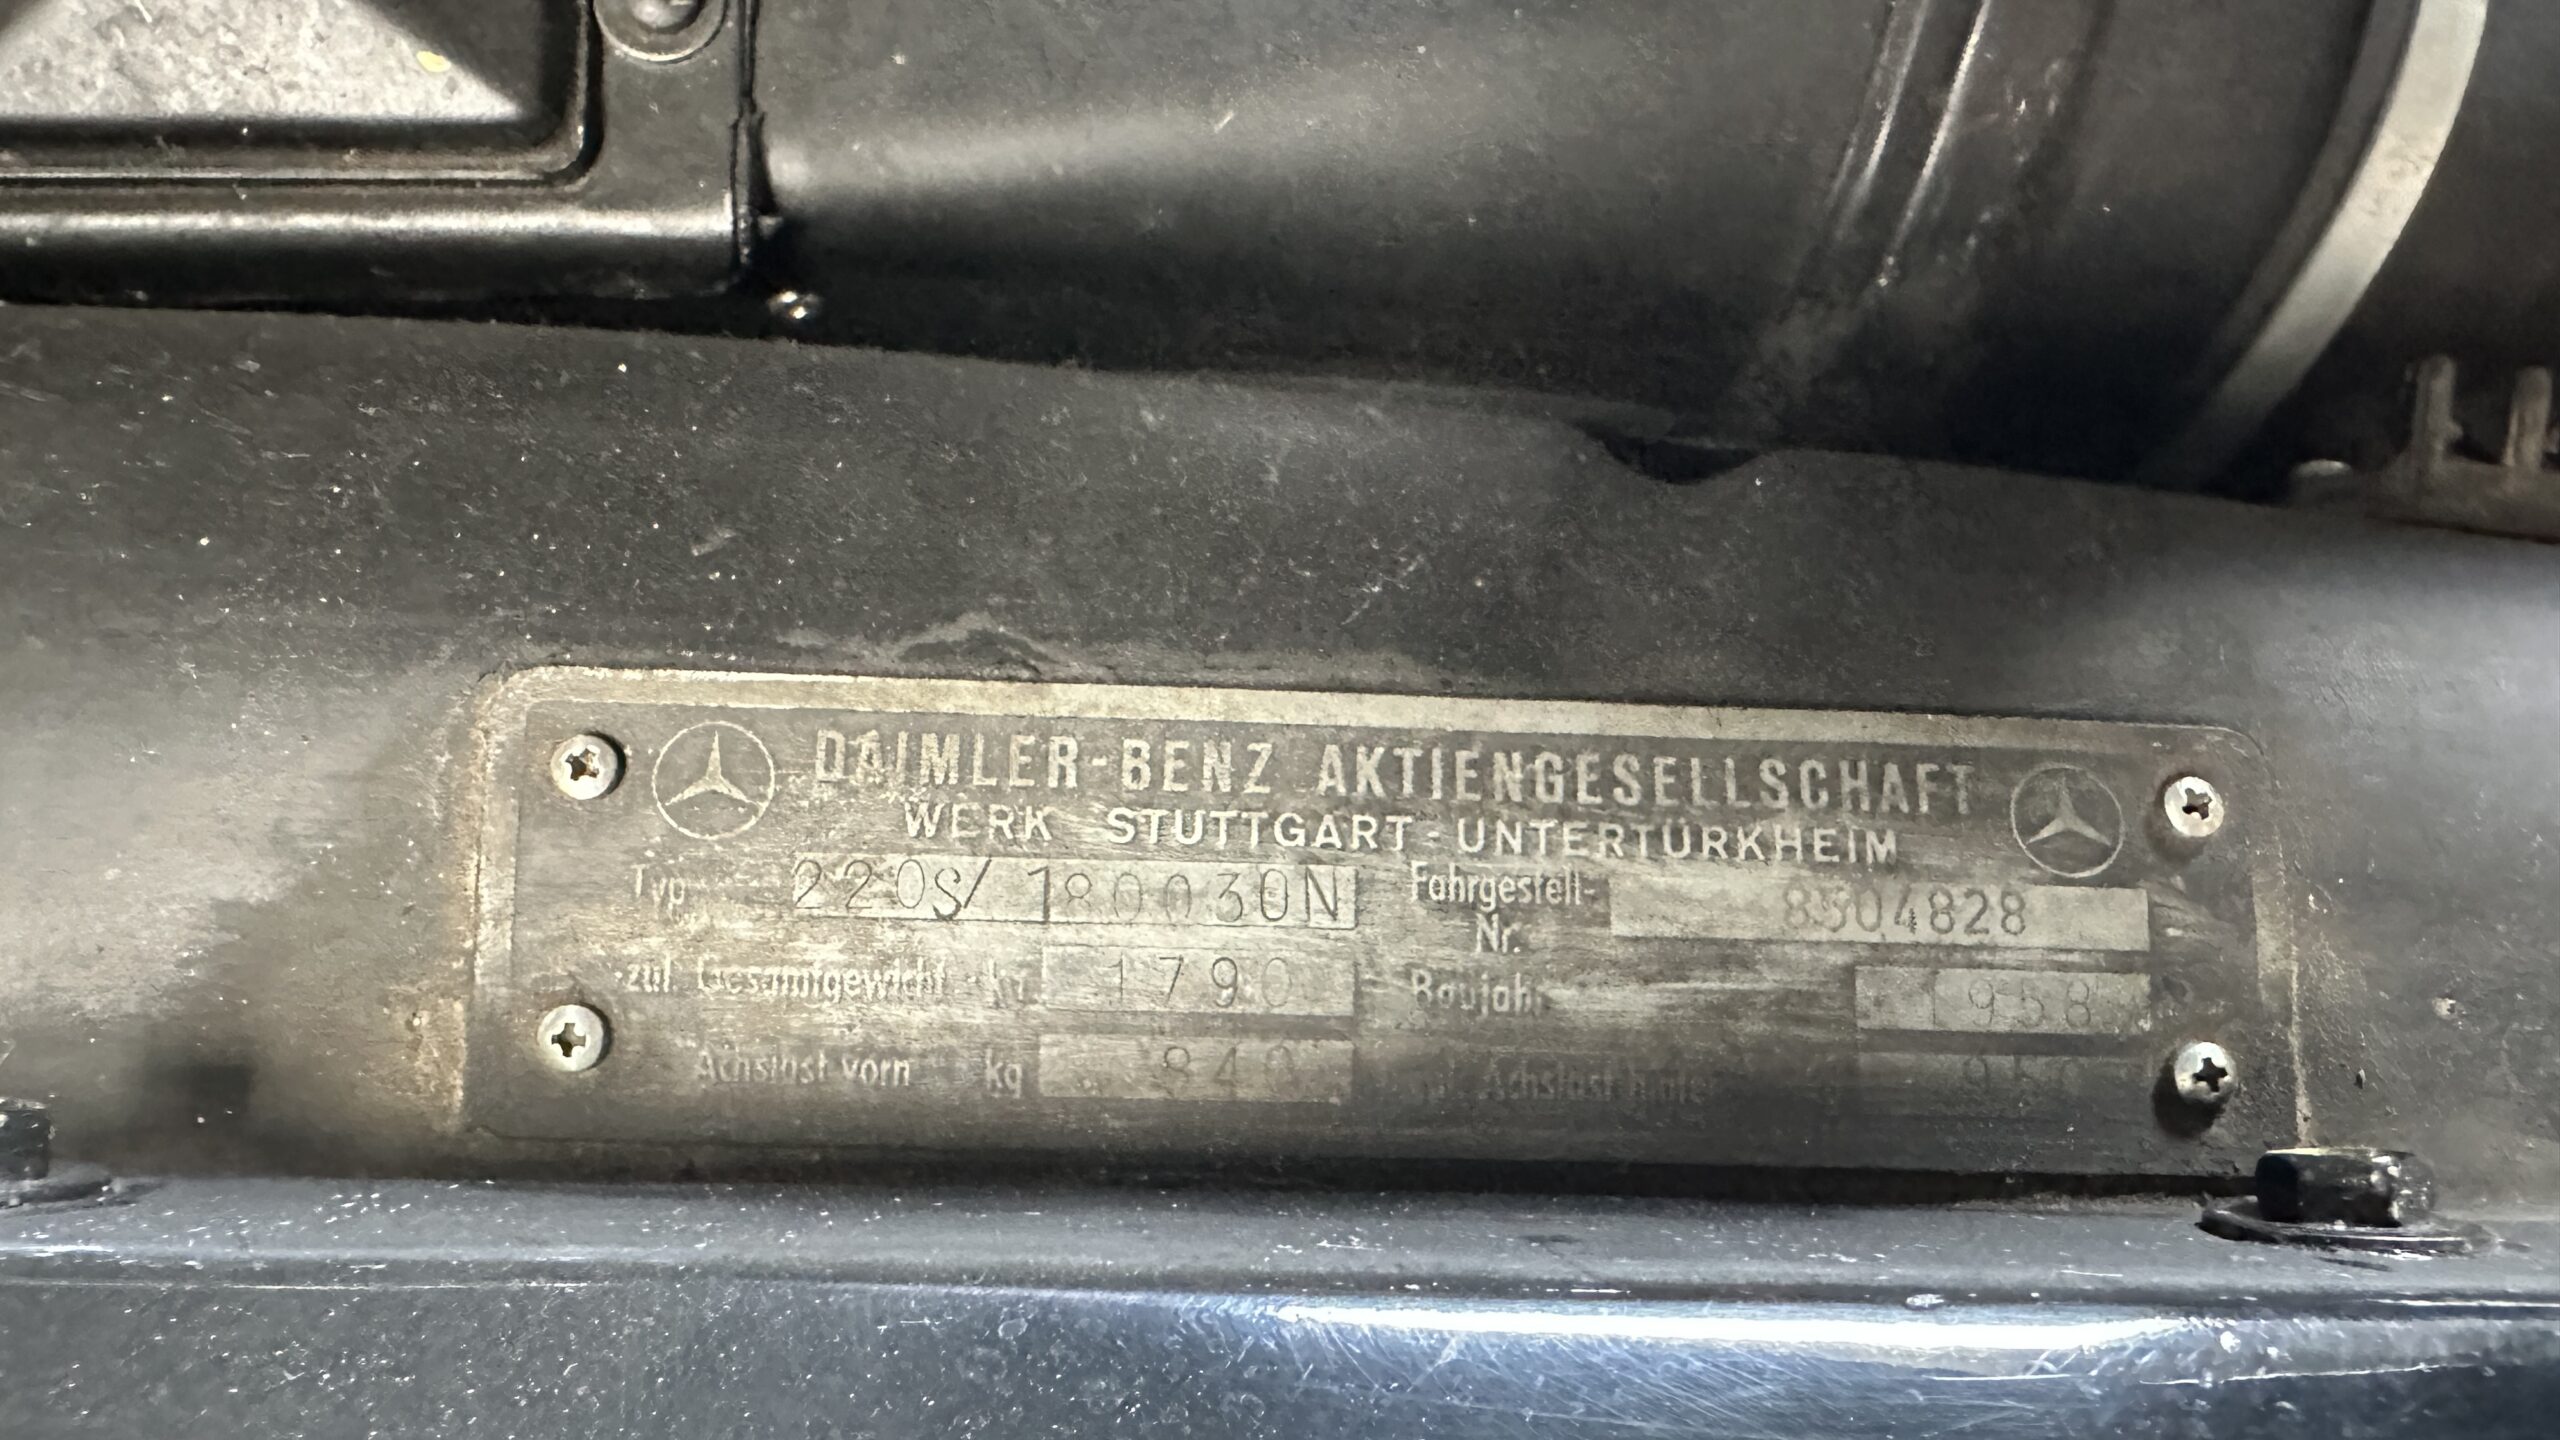 DAIMLER-BENZ AKTIENGESELLSCHAFT
WERK STUTTGART-UNTERTÜRKHEIM
Typ 220S/ 180030N Fahrgestell-Nr. 8504828
zul. Gesamtgewicht kg 1790 Baujahr 1958
Achslast vorn kg 840 Achslast hinten